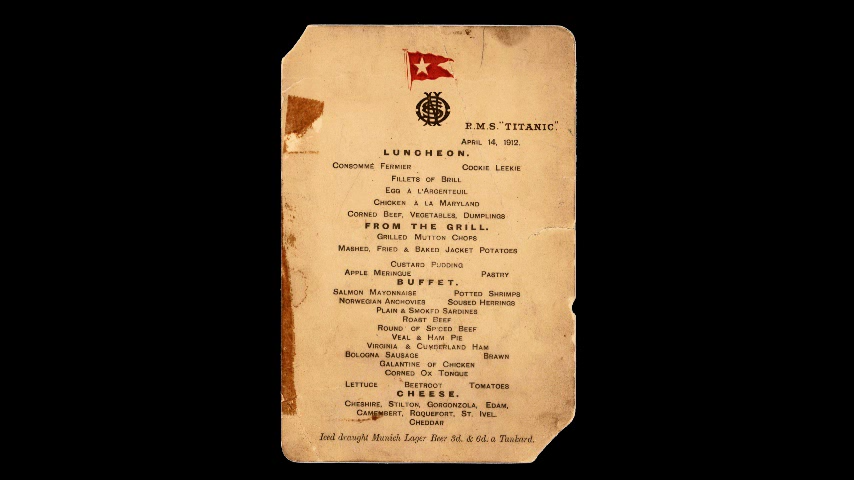 R.M.S. "TITANIC."
APRIL 14, 1912.
LUNCHEON.
CONSOMMÉ FERMIER COCKIE LEEKIE
FILLETS OF BRILL
EGG À L'ARGENTEUIL
CHICKEN À LA MARYLAND
CORNED BEEF, VEGETABLES, DUMPLINGS
FROM THE GRILL.
GRILLED MUTTON CHOPS
MASHED, FRIED & BAKED JACKET POTATOES
CUSTARD PUDDING
APPLE MERINGUE PASTRY
BUFFET.
SALMON MAYONNAISE POTTED SHRIMPS
NORWEGIAN ANCHOVIES SOUSED HERRINGS
PLAIN & SMOKED SARDINES
ROAST BEEF
ROUND OF SPICED BEEF
VEAL & HAM PIE
VIRGINIA & CUMBERLAND HAM
BOLOGNA SAUSAGE BRAWN
GALANTINE OF CHICKEN
CORNED OX TONGUE
LETTUCE BEETROOT TOMATOES
CHEESE.
CHESHIRE, STILTON, GORGONZOLA, EDAM,
CAMEMBERT, ROQUEFORT, ST. IVEL.
CHEDDAR
Iced draught Munich Lager Beer 3d. & 6d. a Tankard.